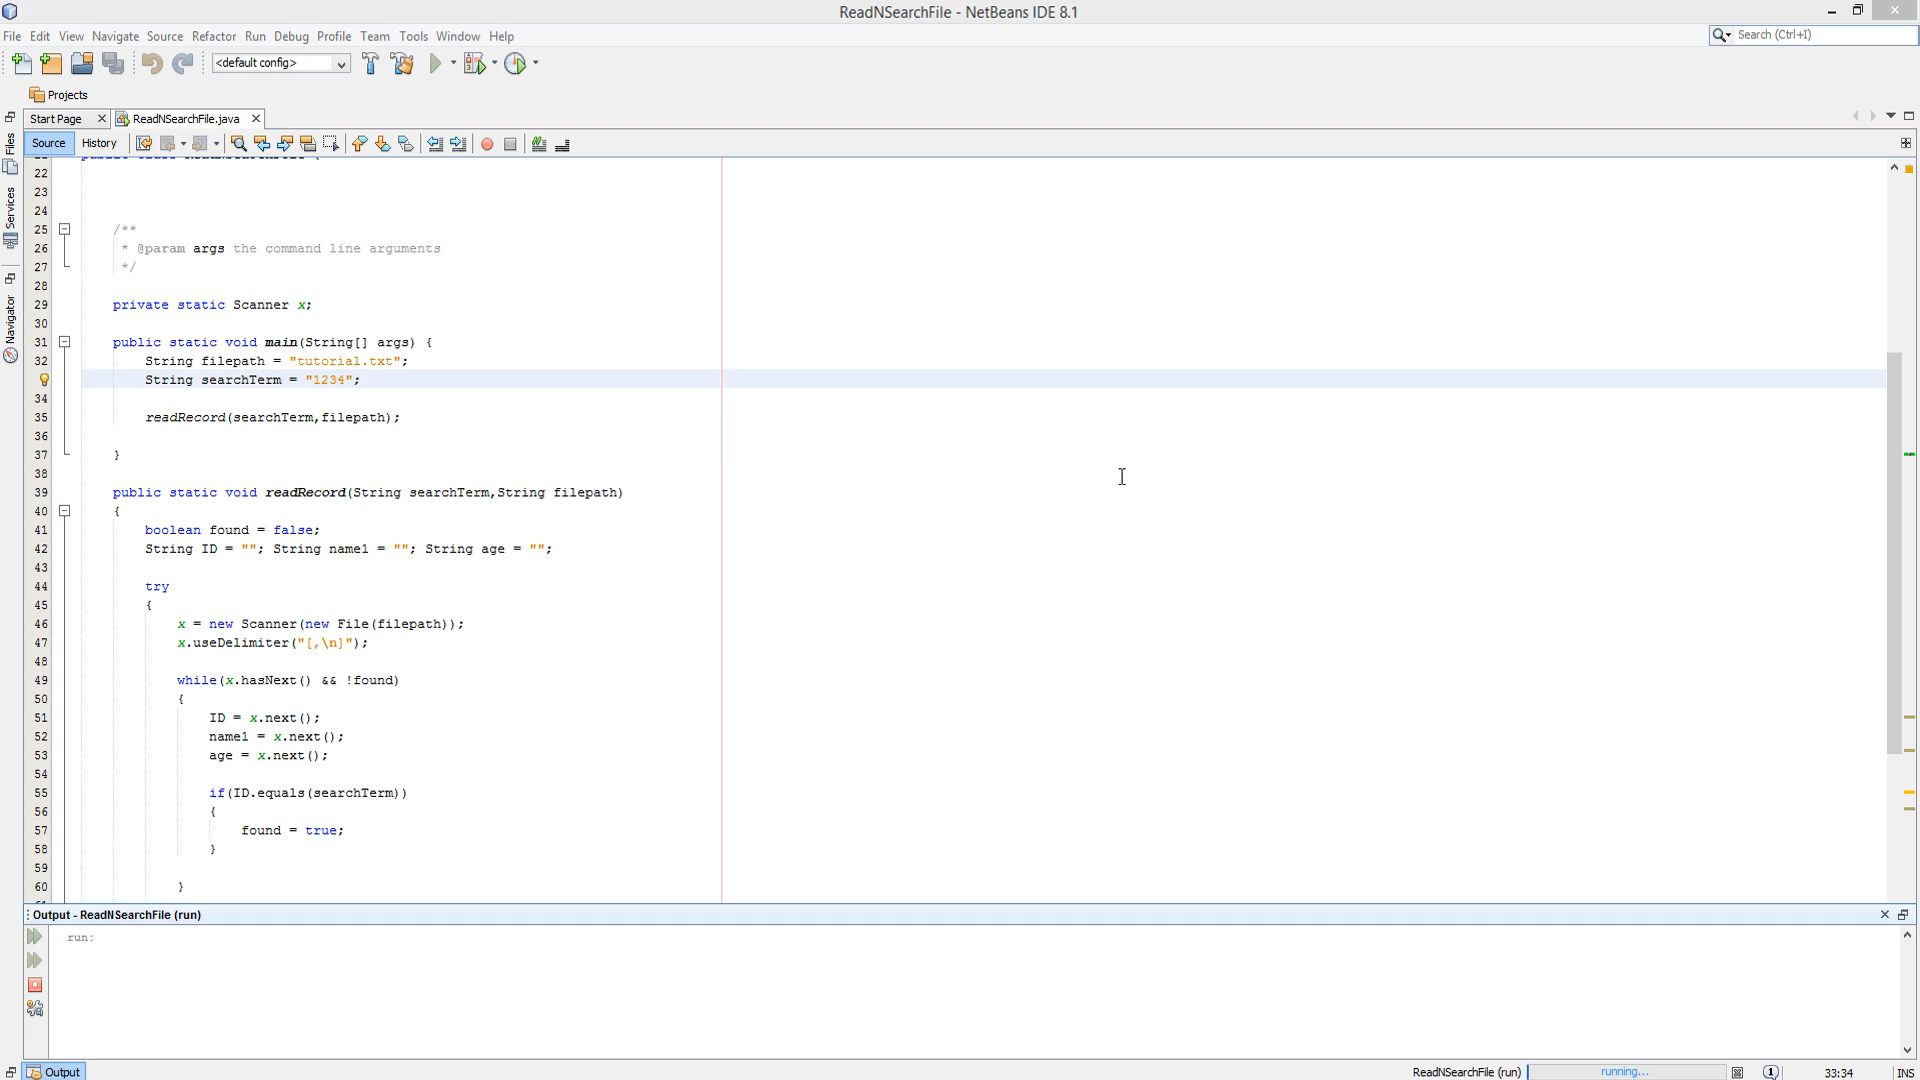 ReadNSearchFile - NetBeans IDE 8.1
File Edit View Navigate Source Refactor Run Debug Profile Team Tools Window Help
Search (Ctrl+I)
<default config>
Projects
Start Page
ReadNSearchFile.java
Source History
Files
Services
Navigator
22
23
24
25 /**
26 * @param args the command line arguments
27 */
28
29 private static Scanner x;
30
31 public static void main(String[] args) {
32 String filepath = "tutorial.txt";
String searchTerm = "1234";
34
35 readRecord(searchTerm,filepath);
36
37 }
38
39 public static void readRecord(String searchTerm,String filepath)
40 {
41 boolean found = false;
42 String ID = ""; String name1 = ""; String age = "";
43
44 try
45 {
46 x = new Scanner(new File(filepath));
47 x.useDelimiter("[,\n]");
48
49 while(x.hasNext() && !found)
50 {
51 ID = x.next();
52 name1 = x.next();
53 age = x.next();
54
55 if(ID.equals(searchTerm))
56 {
57 found = true;
58 }
59
60 }
Output - ReadNSearchFile (run)
run:
Output
ReadNSearchFile (run) running... 1 33:34 INS